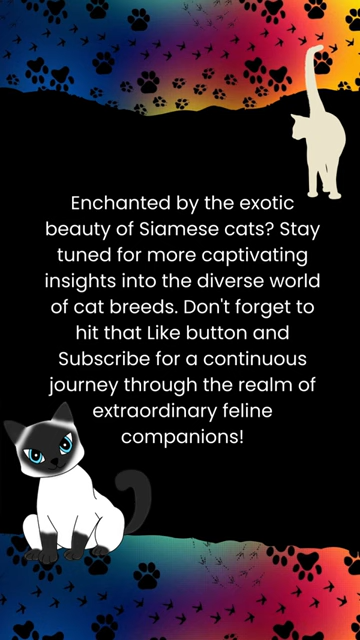 Enchanted by the exotic
beauty of Siamese cats? Stay
tuned for more captivating
insights into the diverse world
of cat breeds. Don't forget to
hit that Like button and
Subscribe for a continuous
journey through the realm of
extraordinary feline
companions!